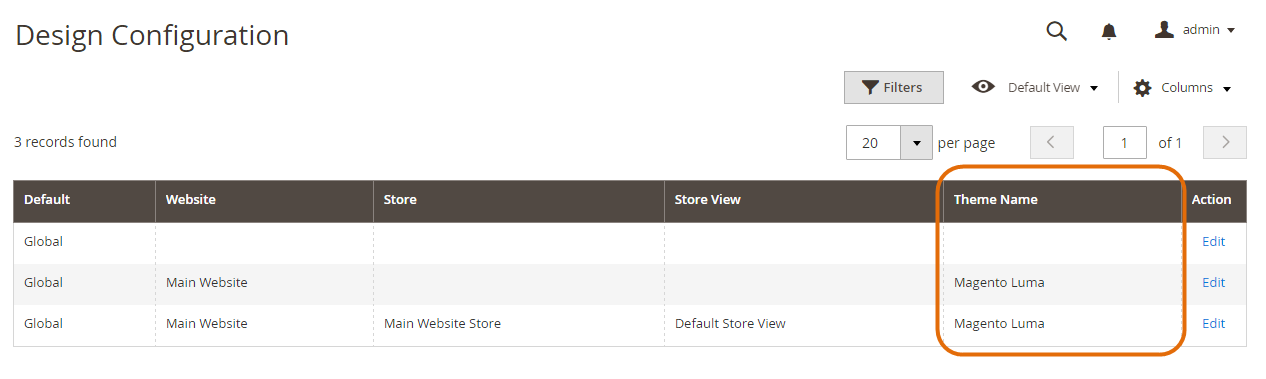 Design Configuration
admin
Filters
Default View
Columns
3 records found
20 per page
1 of 1
Default Website Store Store View Theme Name Action
Global Edit
Global Main Website Magento Luma Edit
Global Main Website Main Website Store Default Store View Magento Luma Edit